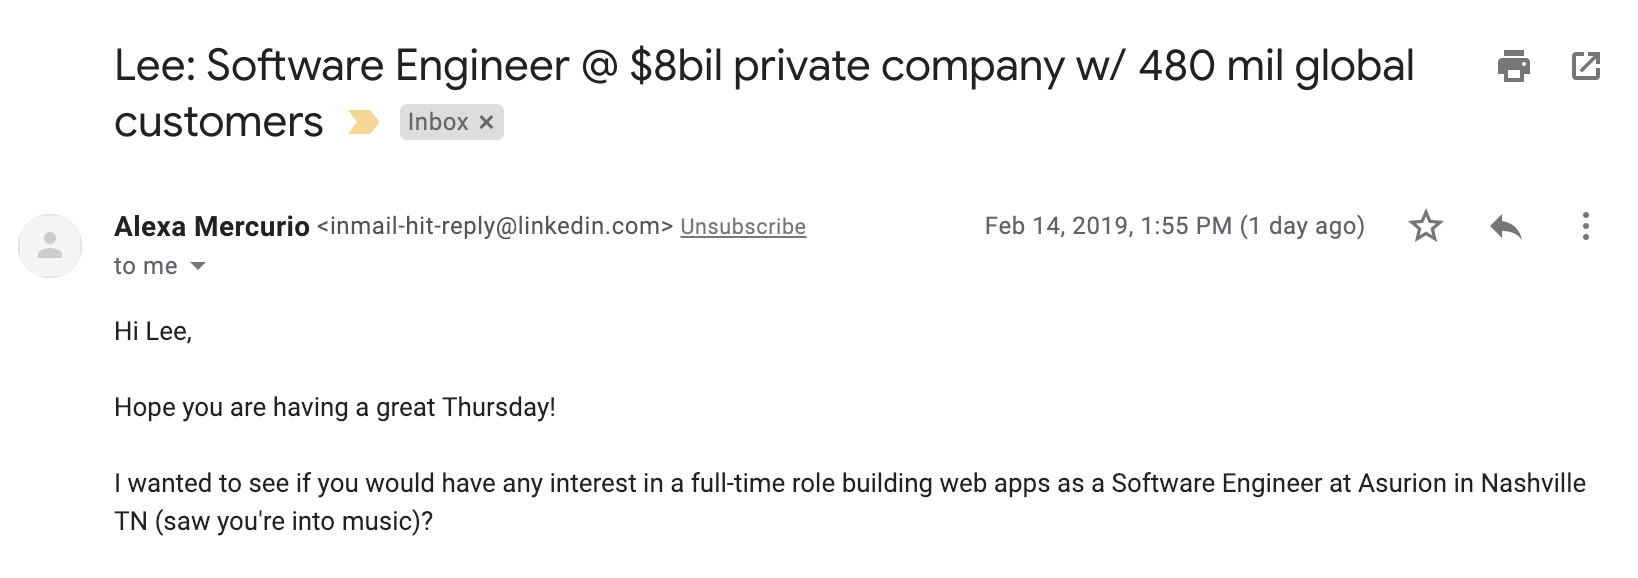 Lee: Software Engineer @ $8bil private company w/ 480 mil global
customers Inbox ×
Alexa Mercurio <inmail-hit-reply@linkedin.com> Unsubscribe Feb 14, 2019, 1:55 PM (1 day ago)
to me
Hi Lee,
Hope you are having a great Thursday!
I wanted to see if you would have any interest in a full-time role building web apps as a Software Engineer at Asurion in Nashville
TN (saw you're into music)?